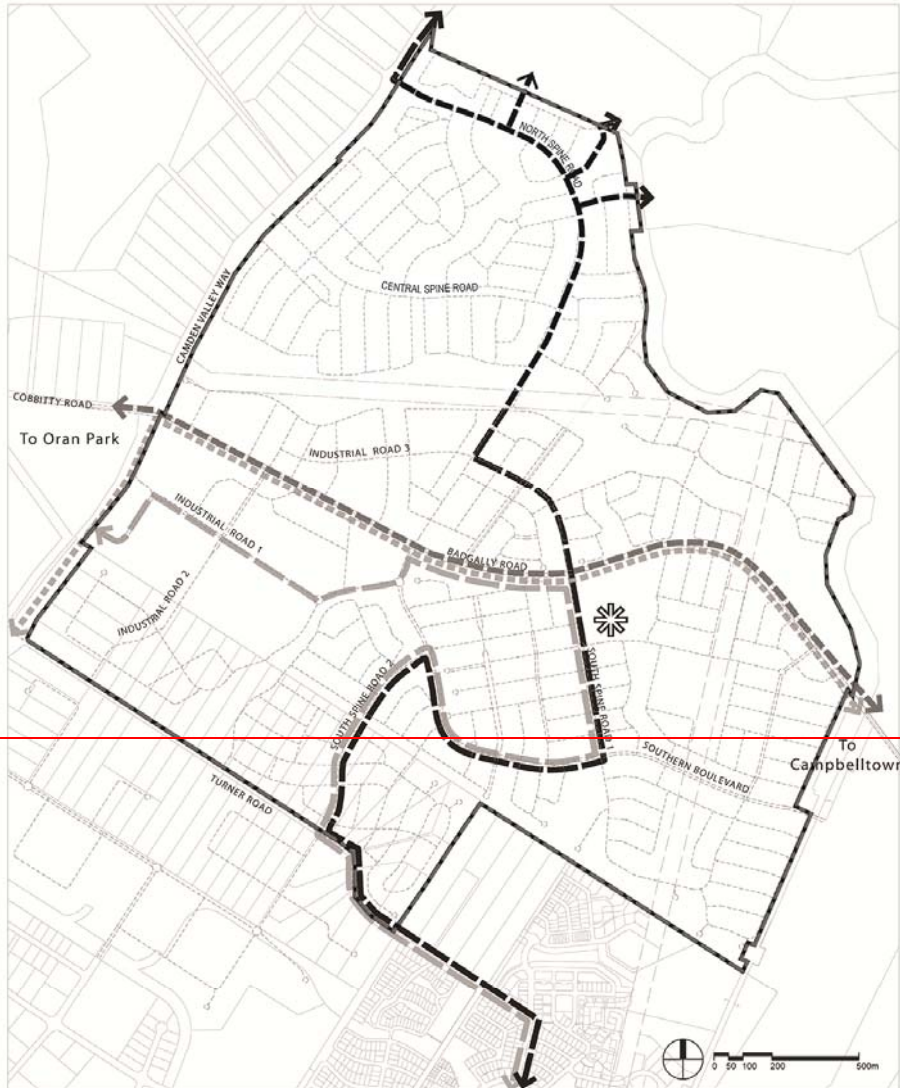 NORTH SPINE ROAD
CENTRAL SPINE ROAD
CAMDEN VALLEY WAY
COBBITTY ROAD
To Oran Park
INDUSTRIAL ROAD 3
INDUSTRIAL ROAD 1
BADGALLY ROAD
INDUSTRIAL ROAD 2
SOUTH SPINE ROAD 2
SOUTH SPINE ROAD 1
SOUTHERN BOULEVARD
To
Campbelltown
TURNER ROAD
0 50 100 200 500m